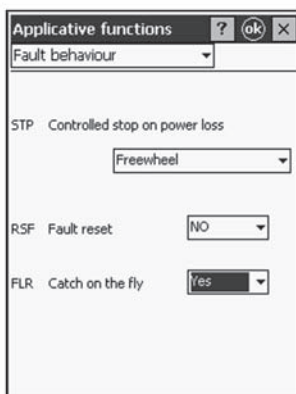 Applicative functions ? ok ×
Fault behaviour
STP Controlled stop on power loss
Freewheel
RSF Fault reset NO
FLR Catch on the fly Yes